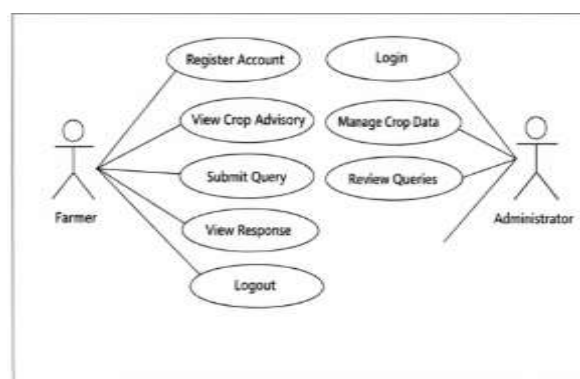 Register Account
Login
View Crop Advisory
Manage Crop Data
Submit Query
Review Queries
Farmer
Administrator
View Response
Logout